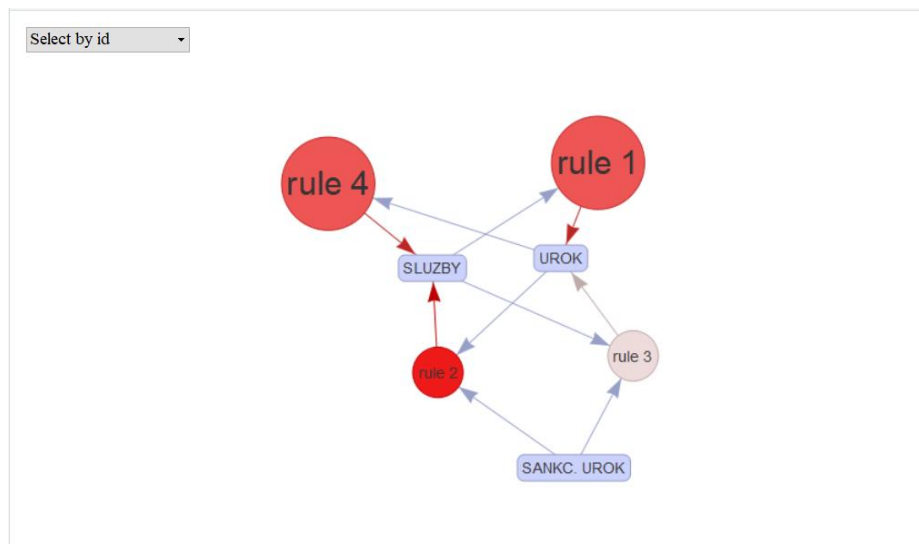 Select by id
rule 1
rule 4
UROK
SLUZBY
rule 3
rule 2
SANKC. UROK